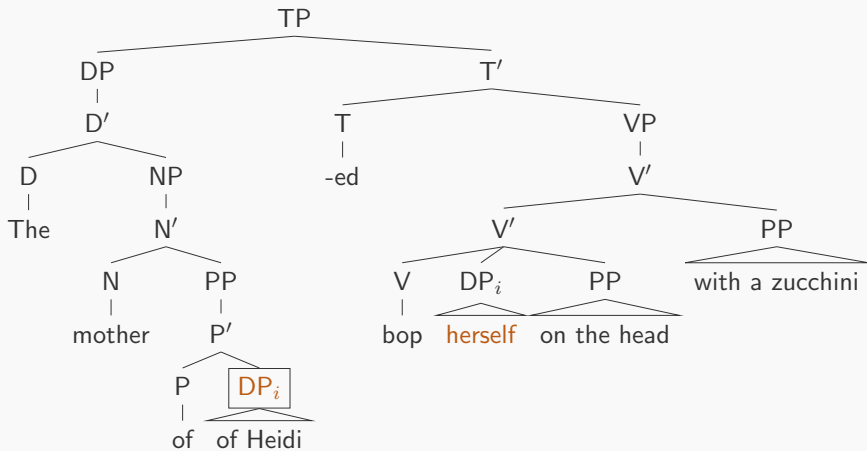 TP
DP T′
D′ T VP
D NP -ed V′
The N′ V′ PP
N PP V DPᵢ PP with a zucchini
mother P′ bop herself on the head
P DPᵢ
of of Heidi